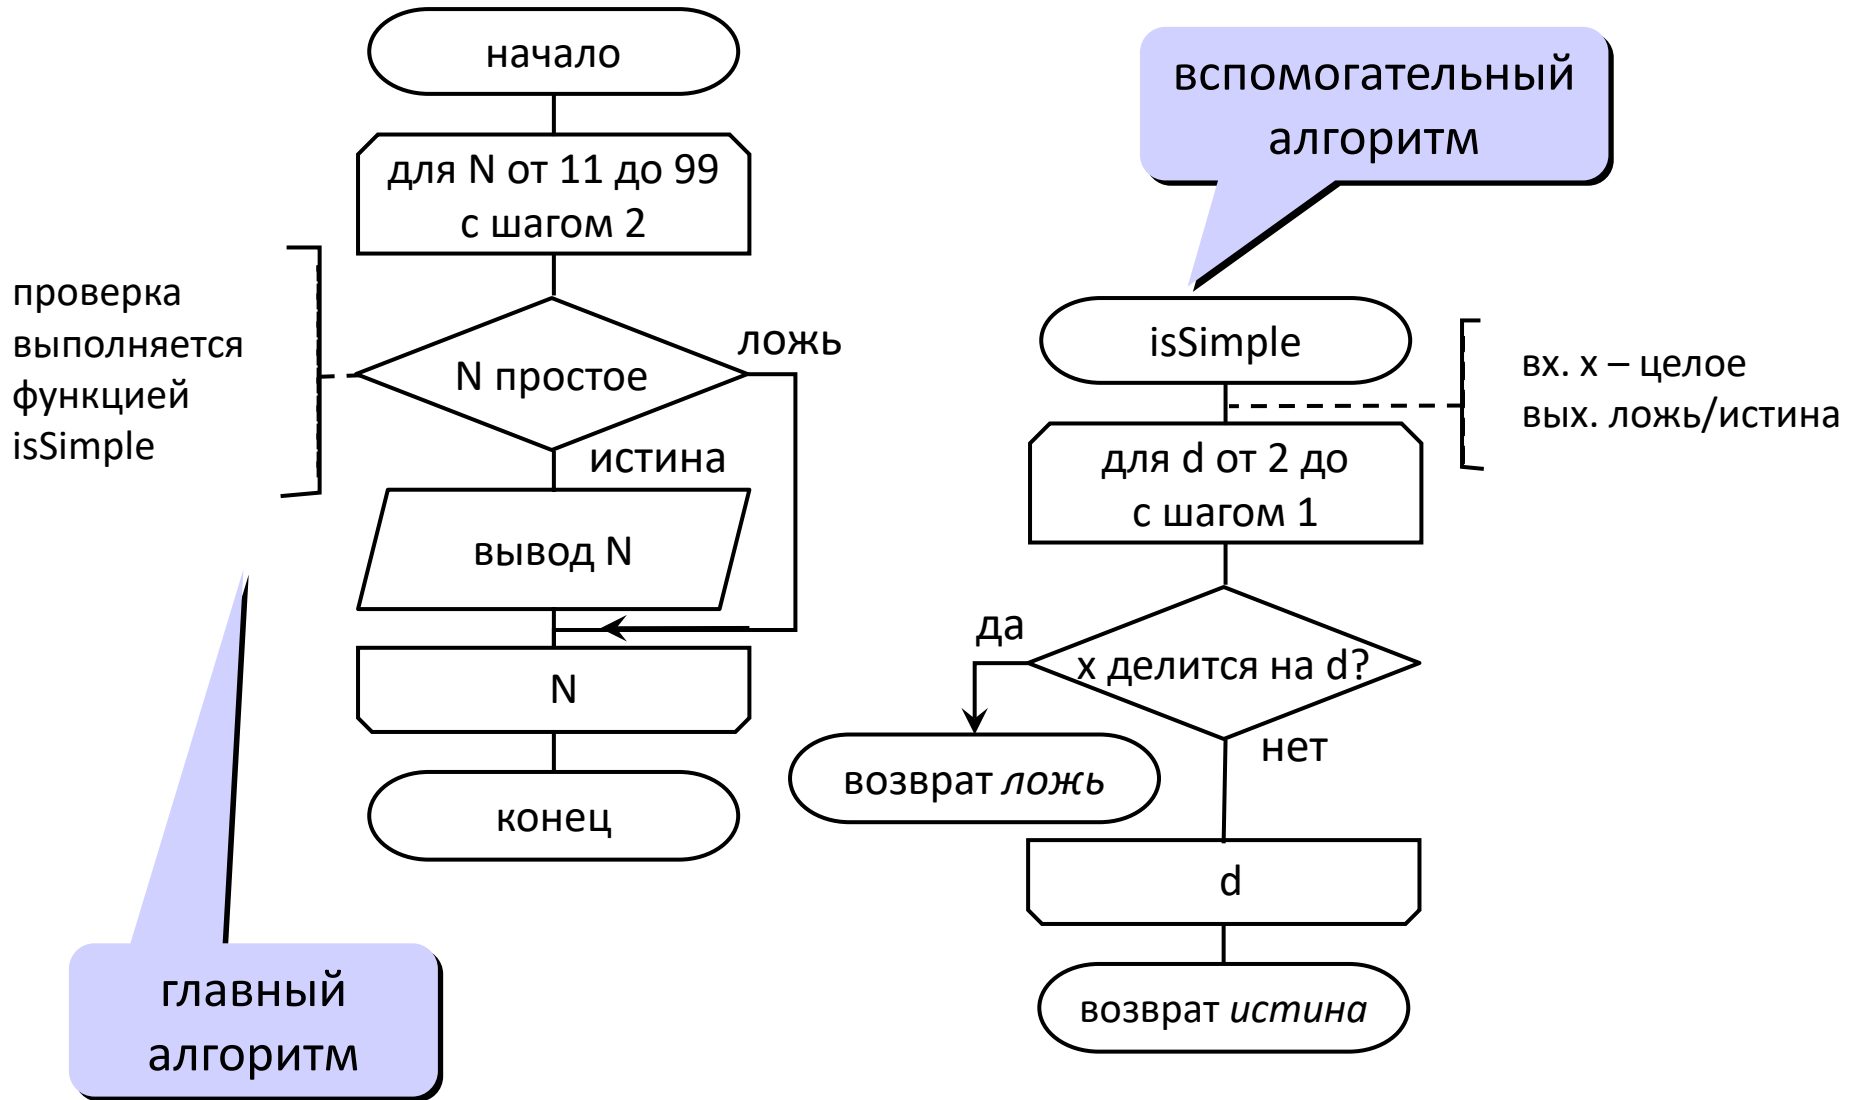 начало
для N от 11 до 99
с шагом 2
проверка
выполняется
функцией
isSimple
N простое
ложь
истина
вывод N
N
конец
главный
алгоритм
вспомогательный
алгоритм
isSimple
вх. x – целое
вых. ложь/истина
для d от 2 до
с шагом 1
да
x делится на d?
нет
возврат ложь
d
возврат истина